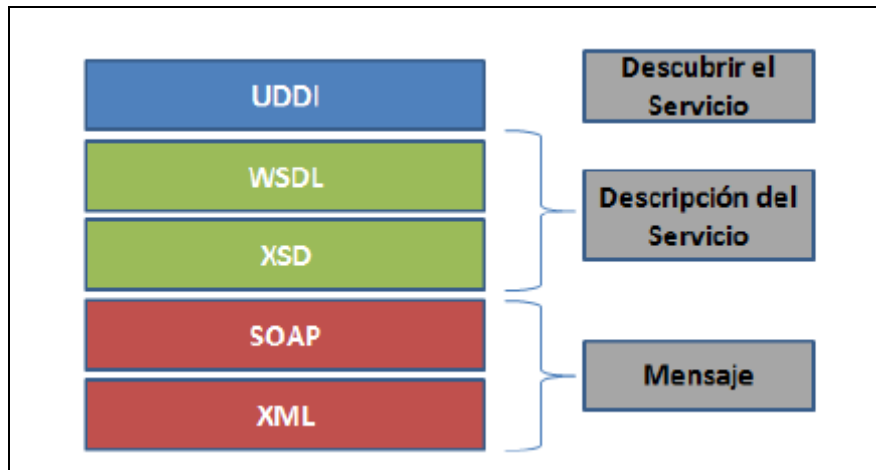 UDDI
Descubrir el
Servicio
WSDL
XSD
Descripción del
Servicio
SOAP
XML
Mensaje